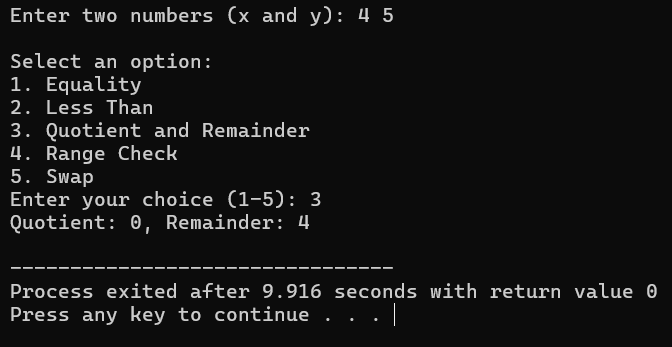 Enter two numbers (x and y): 4 5
Select an option:
1. Equality
2. Less Than
3. Quotient and Remainder
4. Range Check
5. Swap
Enter your choice (1-5): 3
Quotient: 0, Remainder: 4
--------------------------------
Process exited after 9.916 seconds with return value 0
Press any key to continue . . .